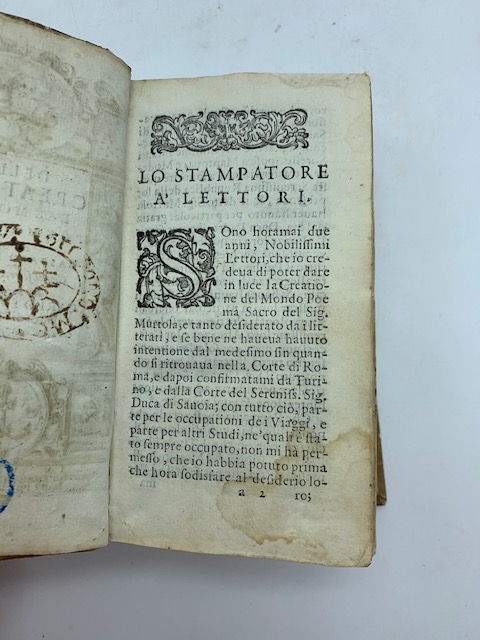 LO STAMPATORE
A' LETTORI.
SOno horamai due
anni, Nobilissimi
Lettori, che io cre-
deua di poter dare
in luce la Creatio-
ne del Mondo Poe
ma Sacro del Sig.
Murtola, e tanto desiderato da i lit-
terati, e se bene ne haueua hauuto
intentione dal medesimo sin quan-
do si ritrouaua nella Corte di Ro-
ma, e dapoi confirmatami da Turi-
no, e dalla Corte del Sereniss. Sig.
Duca di Sauoia; con tutto ciò, par-
te per le occupationi de i Viaggi, e
parte per altri Studi, ne' quali è sta-
to sempre occupato, non mi ha per-
messo, che io habbia potuto prima
che hora sodisfare al desiderio lo-
a 2 ro;